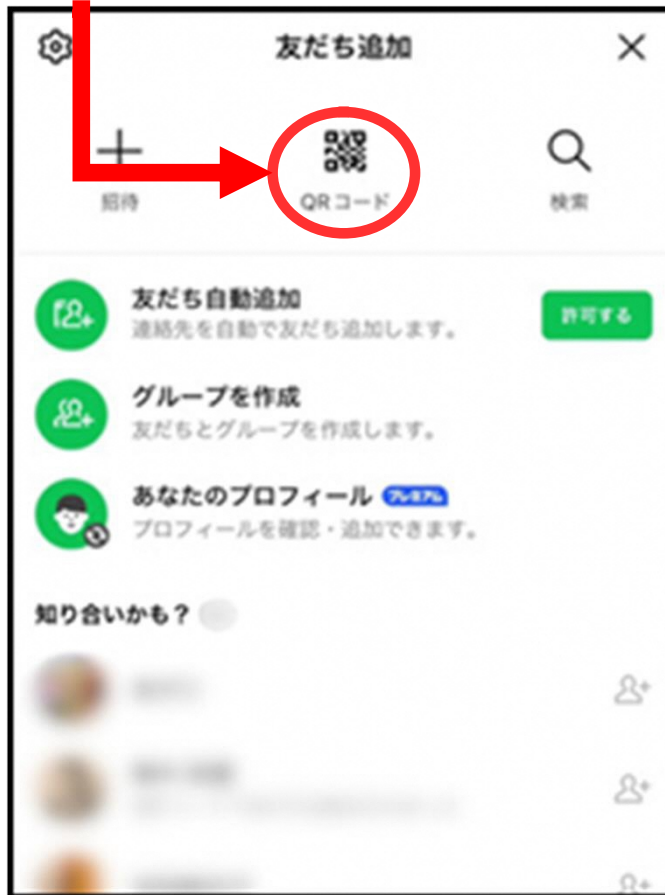 友だち追加
招待
QRコード
検索
友だち自動追加
連絡先を自動で友だち追加します。
許可する
グループを作成
友だちとグループを作成します。
あなたのプロフィール プレミアム
プロフィールを確認・追加できます。
知り合いかも？